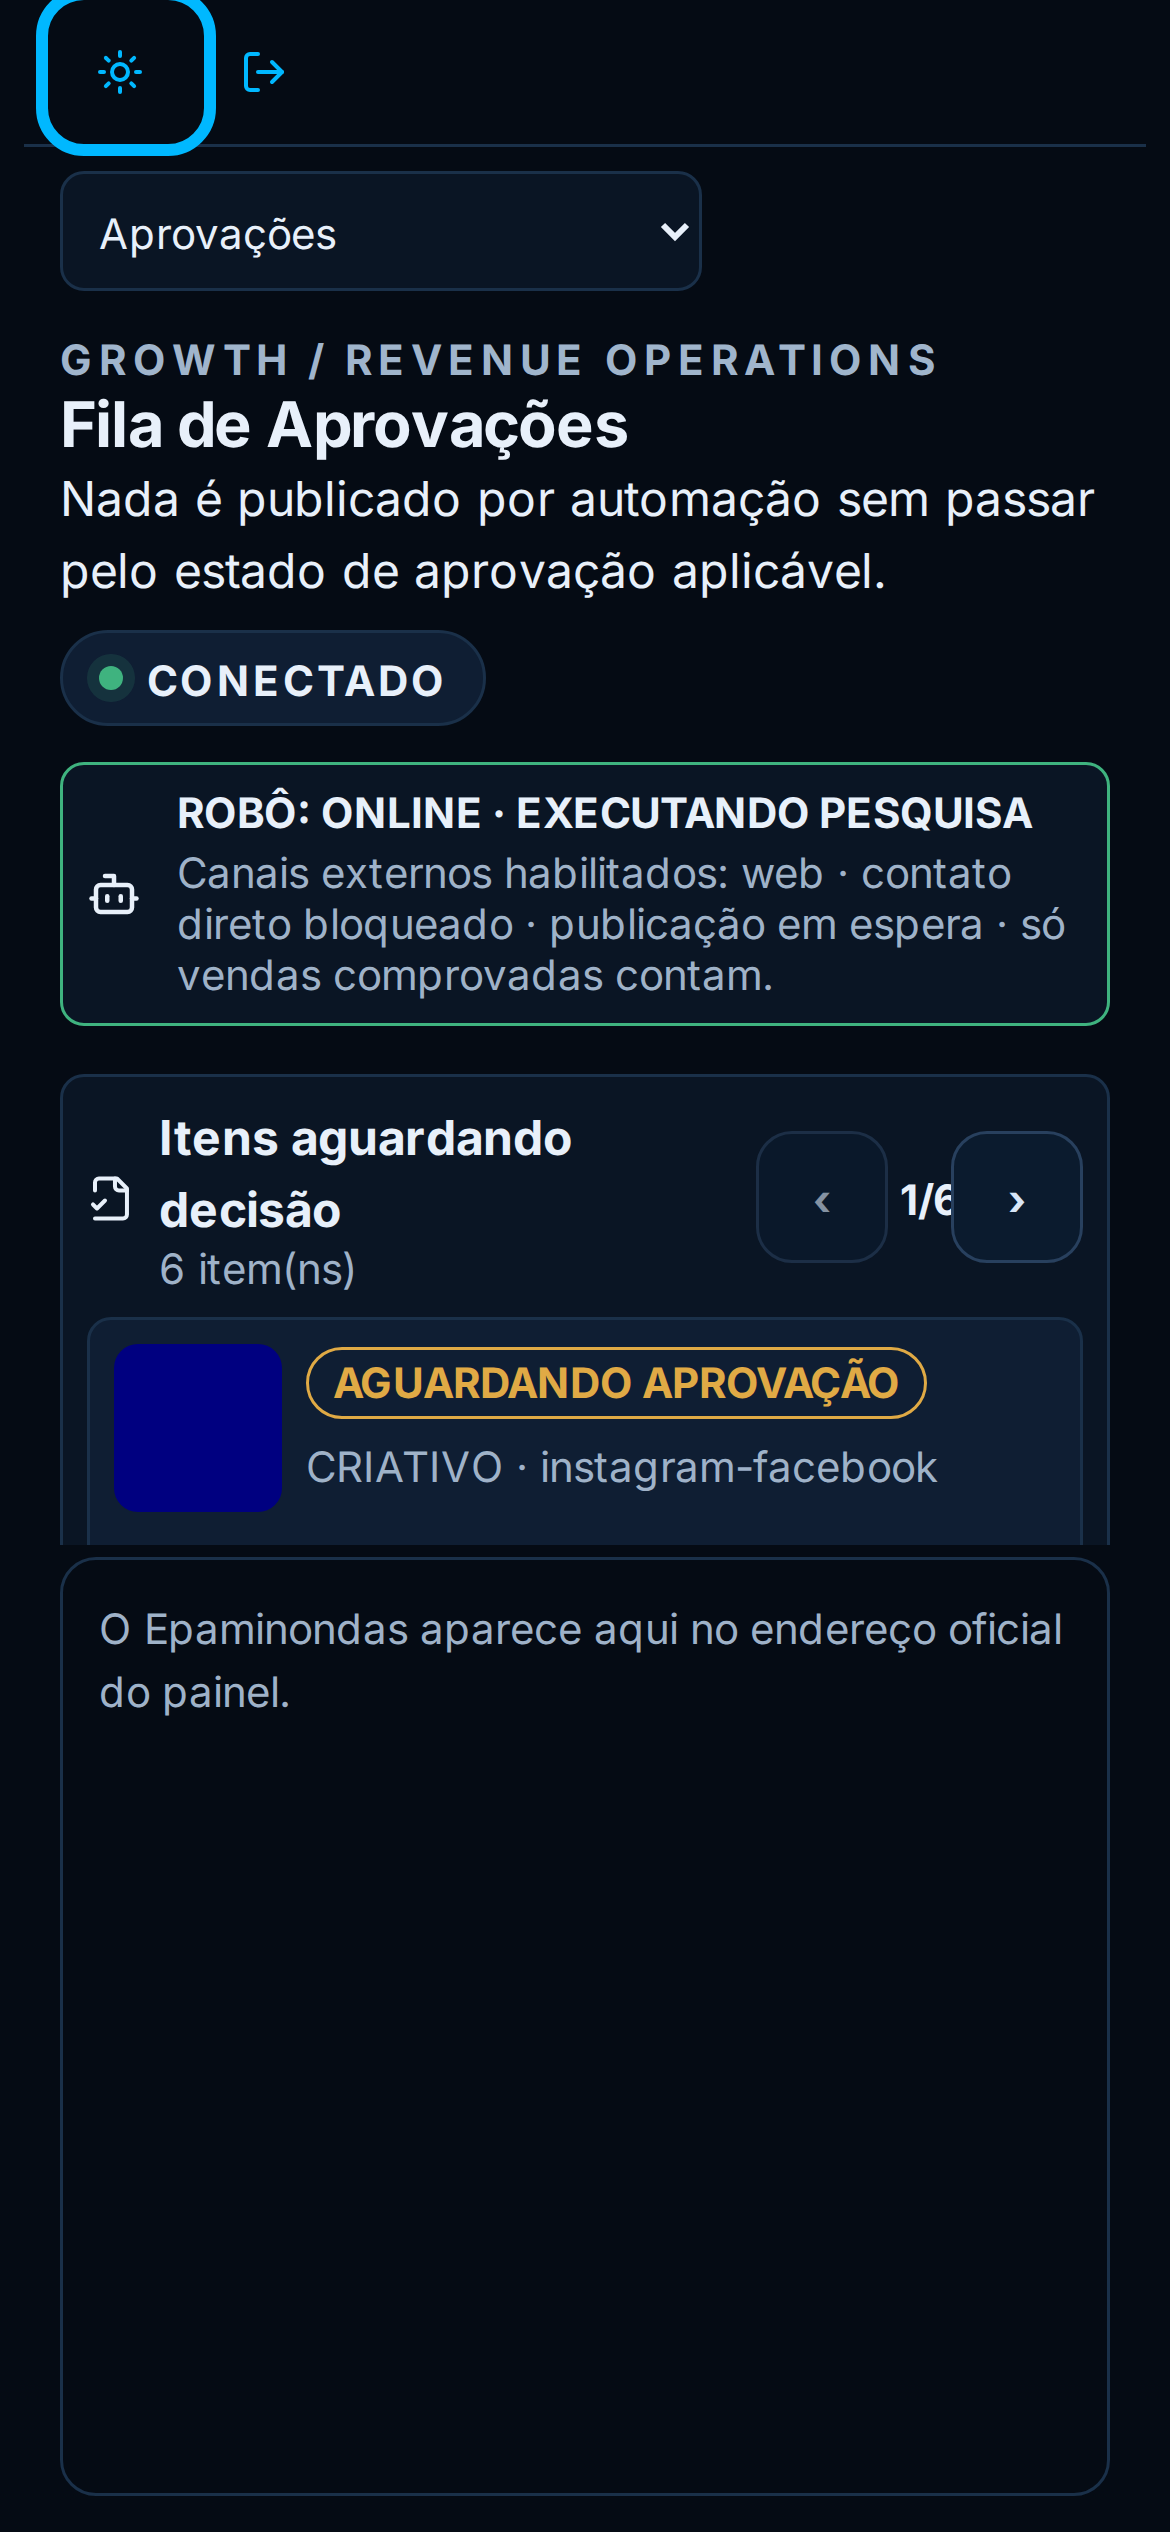 Aprovações
GROWTH / REVENUE OPERATIONS
Fila de Aprovações
Nada é publicado por automação sem passar
pelo estado de aprovação aplicável.
CONECTADO
ROBÔ: ONLINE · EXECUTANDO PESQUISA
Canais externos habilitados: web · contato
direto bloqueado · publicação em espera · só
vendas comprovadas contam.
Itens aguardando
decisão
6 item(ns)
‹ 1/6 ›
AGUARDANDO APROVAÇÃO
CRIATIVO · instagram-facebook
O Epaminondas aparece aqui no endereço oficial
do painel.